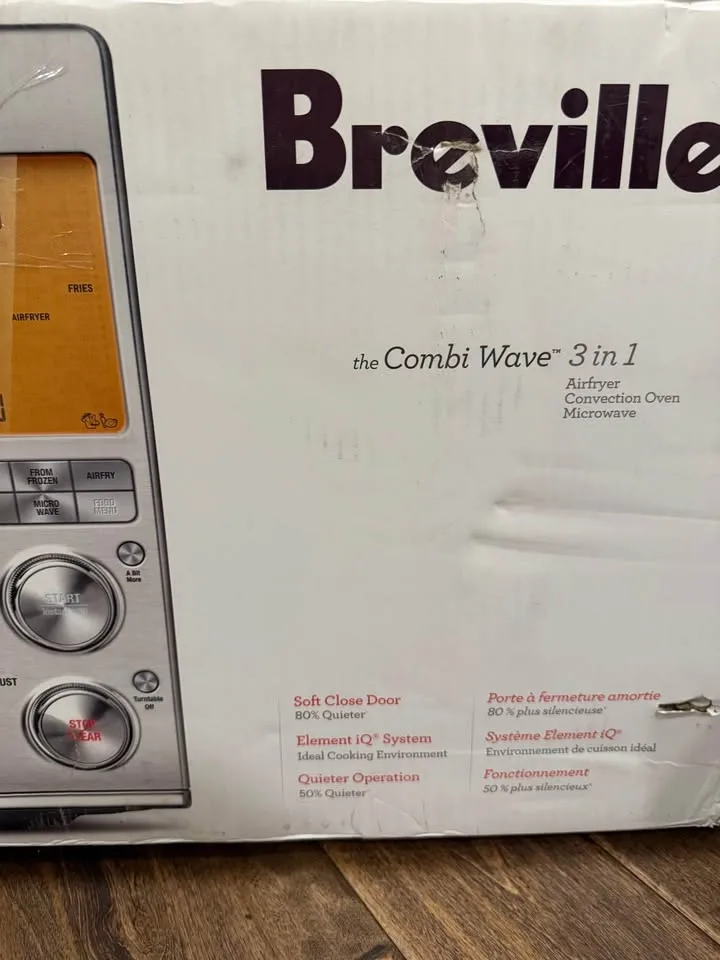 Breville
the Combi Wave™ 3 in 1
Airfryer
Convection Oven
Microwave
FRIES
AIRFRYER
FROM
FROZEN
AIRFRY
MICRO
WAVE
FOOD
MENU
A Bit
More
START
UST
Turntable
Off
STOP
CLEAR
Soft Close Door
80% Quieter
Element iQ® System
Ideal Cooking Environment
Quieter Operation
50% Quieter
Porte à fermeture amortie
80 % plus silencieuse*
Système Element iQ®
Environnement de cuisson idéal
Fonctionnement
50 % plus silencieux*